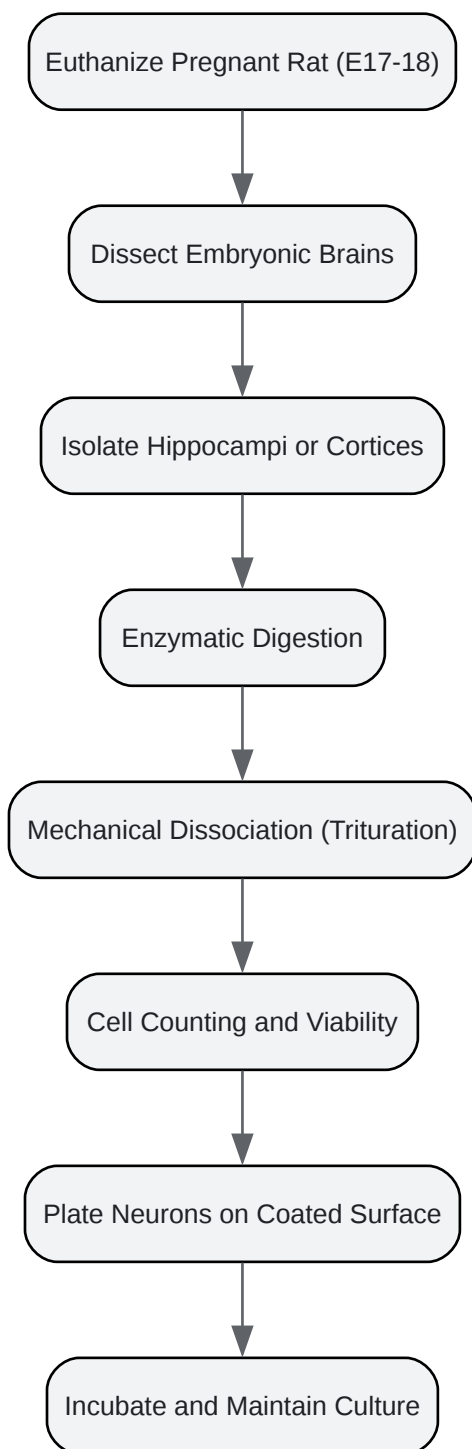 Euthanize Pregnant Rat (E17-18)
Dissect Embryonic Brains
Isolate Hippocampi or Cortices
Enzymatic Digestion
Mechanical Dissociation (Trituration)
Cell Counting and Viability
Plate Neurons on Coated Surface
Incubate and Maintain Culture